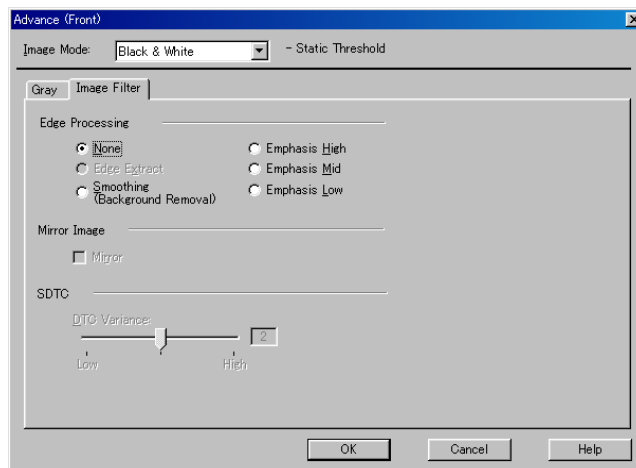 Advance (Front)
Image Mode: Black & White - Static Threshold
Gray Image Filter
Edge Processing
None Emphasis High
Edge Extract Emphasis Mid
Smoothing
(Background Removal) Emphasis Low
Mirror Image
Mirror
SDTC
DTC Variance:
2
Low High
OK Cancel Help